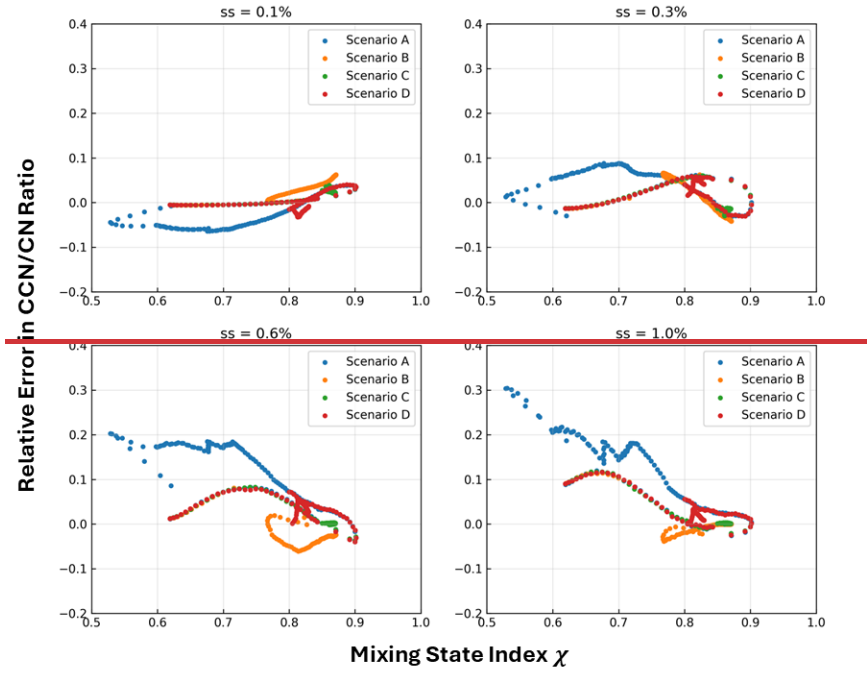 ss = 0.1%
0.4
0.3
0.2
0.1
0.0
−0.1
−0.2
0.5
0.6
0.7
0.8
0.9
1.0
Scenario A
Scenario B
Scenario C
Scenario D
ss = 0.3%
0.4
0.3
0.2
0.1
0.0
−0.1
−0.2
0.5
0.6
0.7
0.8
0.9
1.0
Scenario A
Scenario B
Scenario C
Scenario D
Relative Error in CCN/CN Ratio
ss = 0.6%
0.4
0.3
0.2
0.1
0.0
−0.1
−0.2
0.5
0.6
0.7
0.8
0.9
1.0
Scenario A
Scenario B
Scenario C
Scenario D
ss = 1.0%
0.4
0.3
0.2
0.1
0.0
−0.1
−0.2
0.5
0.6
0.7
0.8
0.9
1.0
Scenario A
Scenario B
Scenario C
Scenario D
Mixing State Index χ